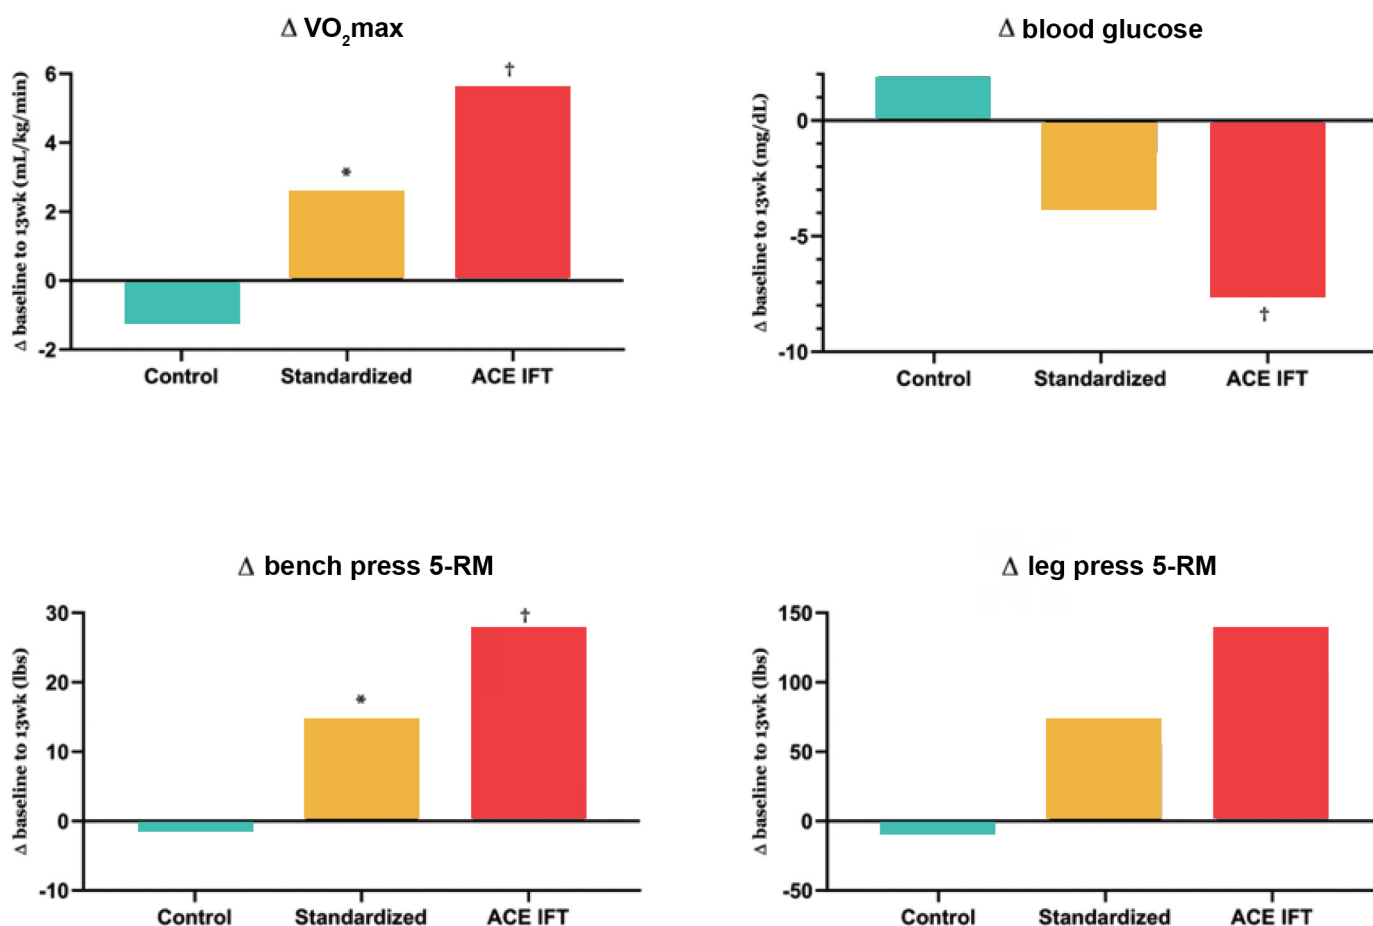 Δ VO₂max
Δ baseline to 13wk (mL/kg/min)
6
†
4
*
2
0
-2
Control Standardized ACE IFT
Δ blood glucose
Δ baseline to 13wk (mg/dL)
0
-5
†
-10
Control Standardized ACE IFT
Δ bench press 5-RM
Δ baseline to 13wk (lbs)
30
†
20
*
10
0
-10
Control Standardized ACE IFT
Δ leg press 5-RM
Δ baseline to 13wk (lbs)
150
100
50
0
-50
Control Standardized ACE IFT